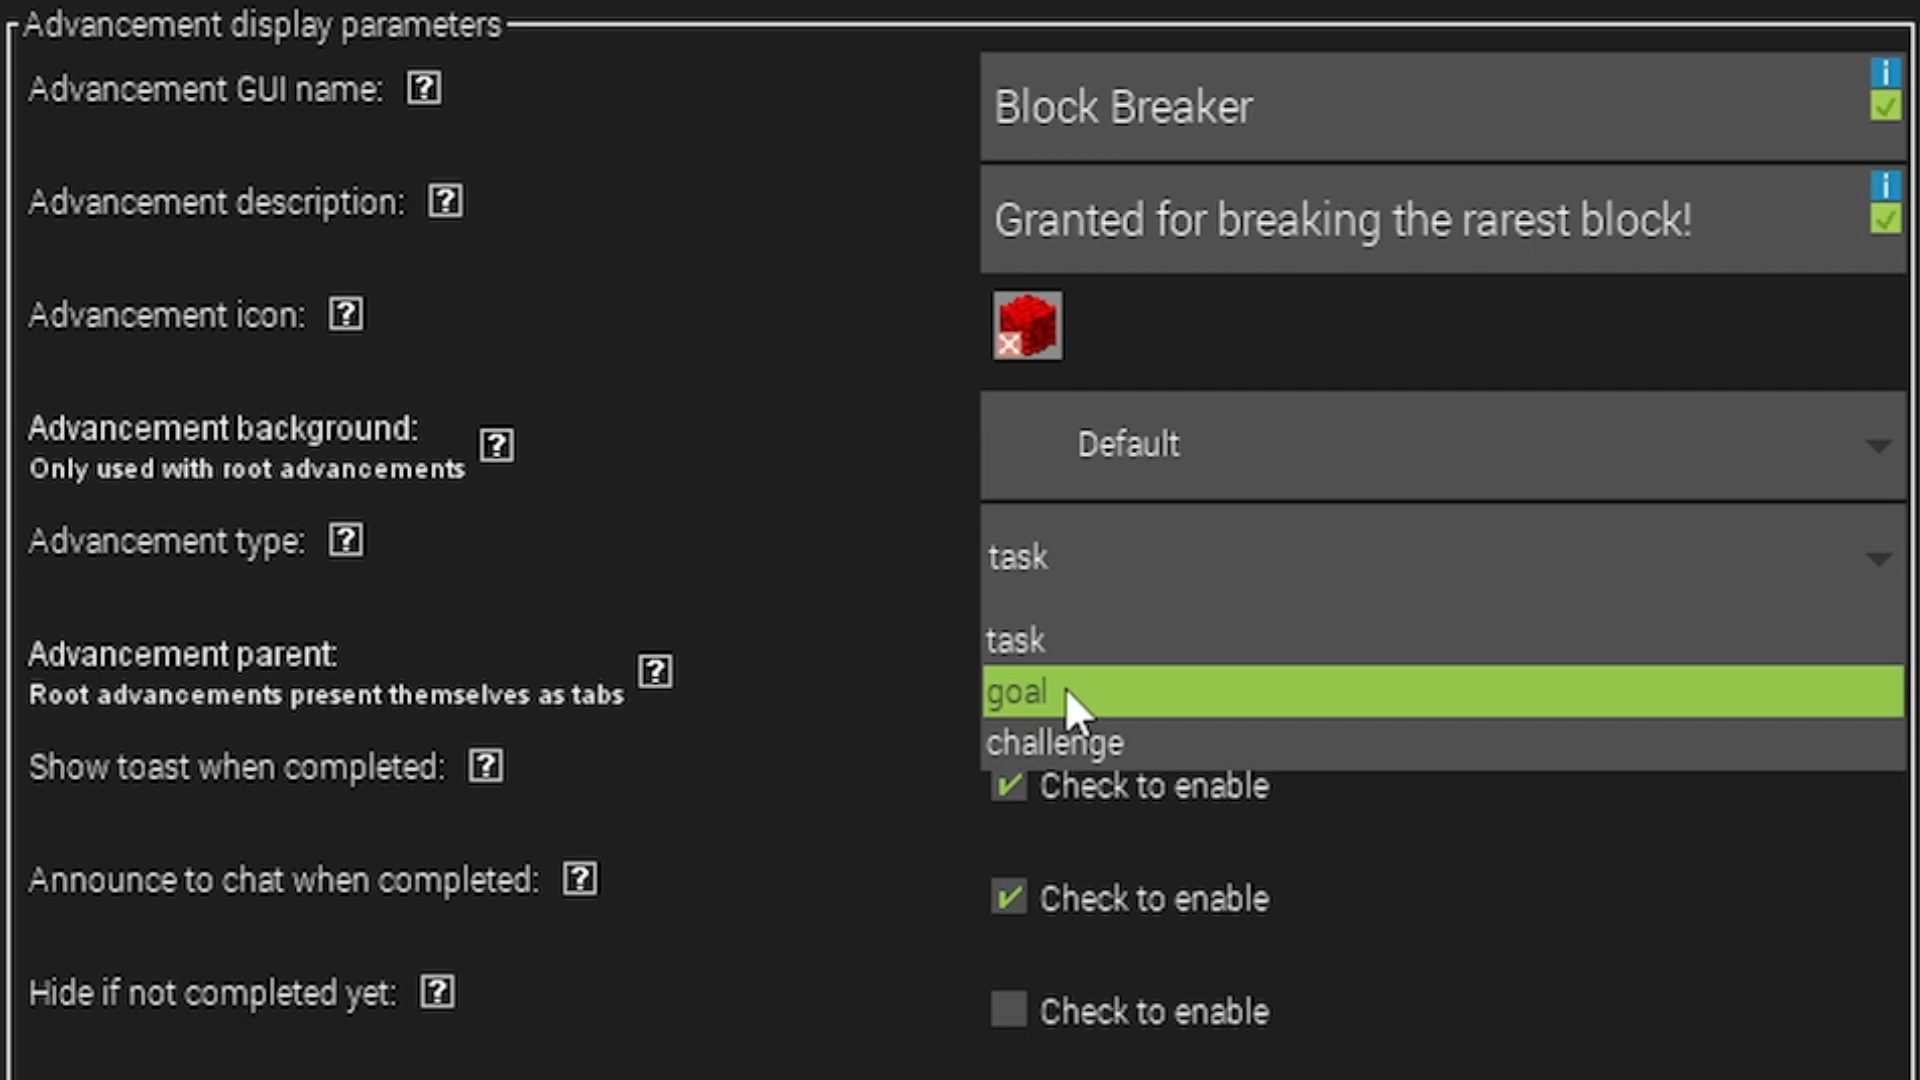 Advancement display parameters
Advancement GUI name: ?
Block Breaker
i
Advancement description: ?
Granted for breaking the rarest block!
i
Advancement icon: ?
Advancement background:
Only used with root advancements
?
Default
Advancement type: ?
task
task
goal
challenge
Advancement parent:
Root advancements present themselves as tabs
?
Show toast when completed: ?
Check to enable
Announce to chat when completed: ?
Check to enable
Hide if not completed yet: ?
Check to enable